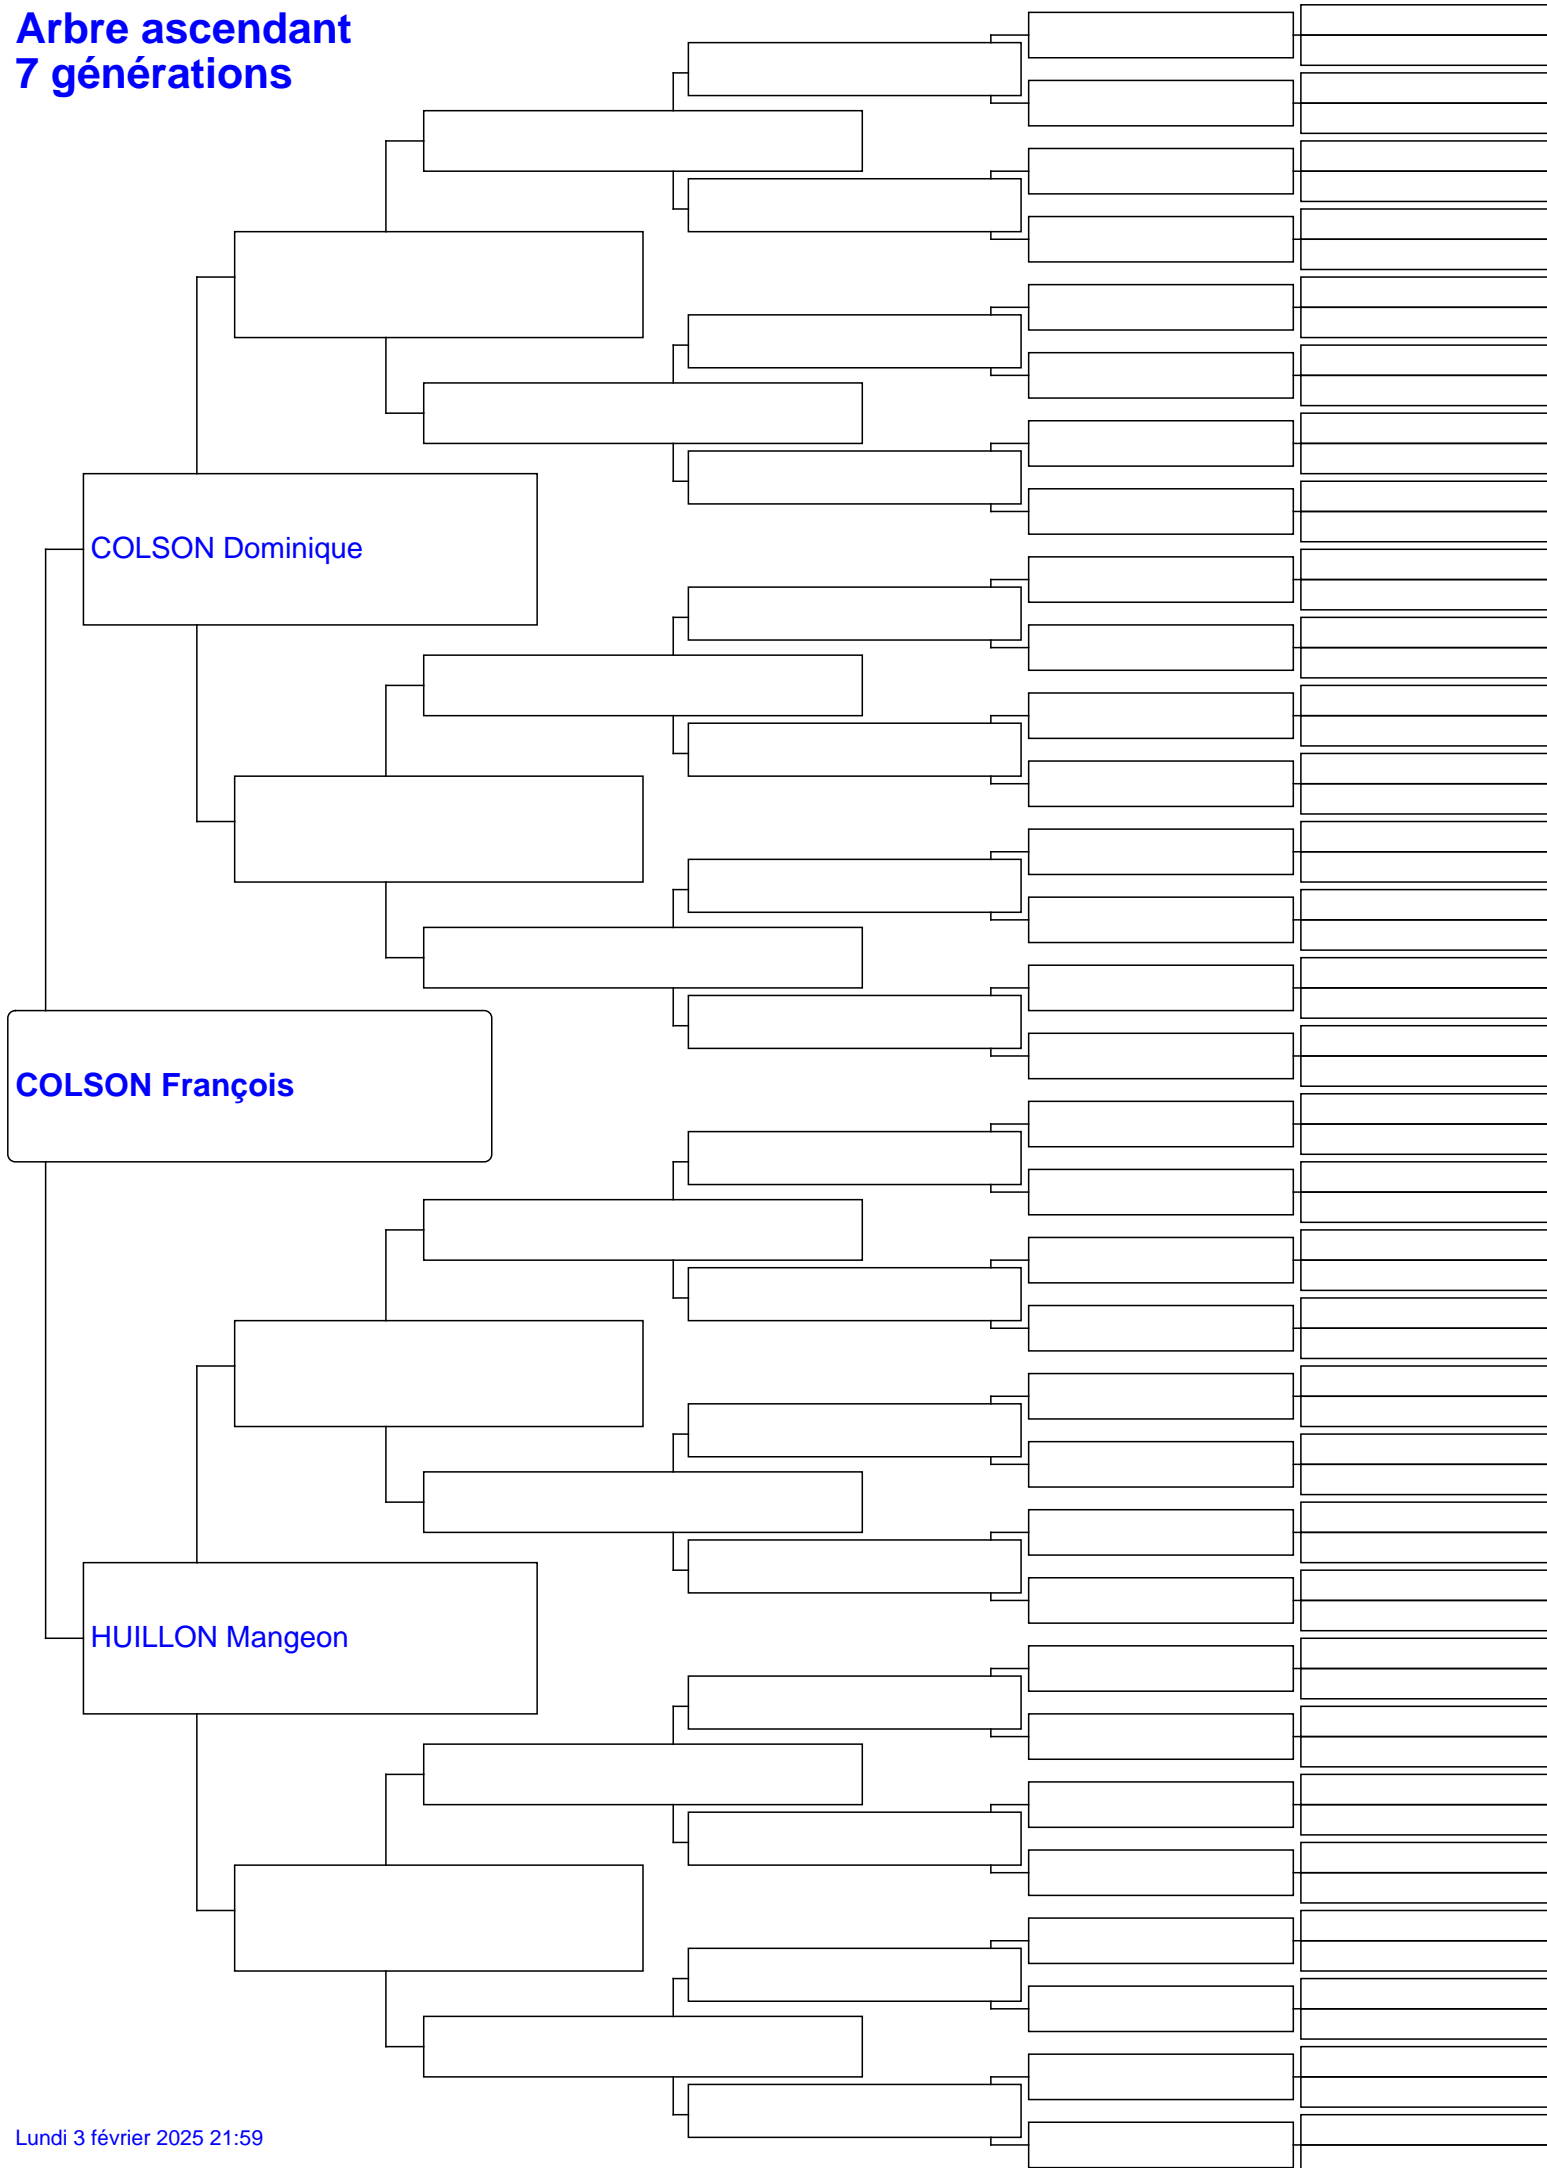 Arbre ascendant
7 générations
COLSON Dominique
COLSON François
HUILLON Mangeon
Lundi 3 février 2025 21:59